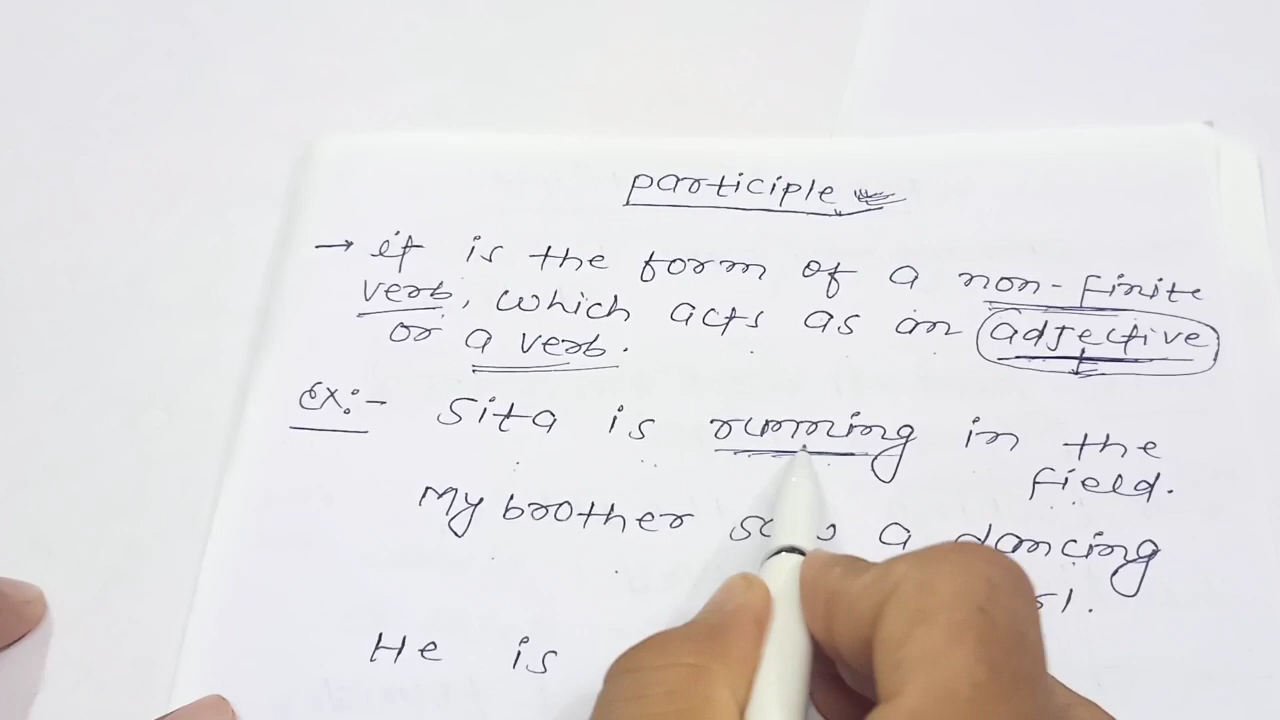 participle
→ it is the form of a non-finite
verb, which acts as an adjective
or a verb.
Ex:- Sita is running in the
field.
My brother a dancing
He is